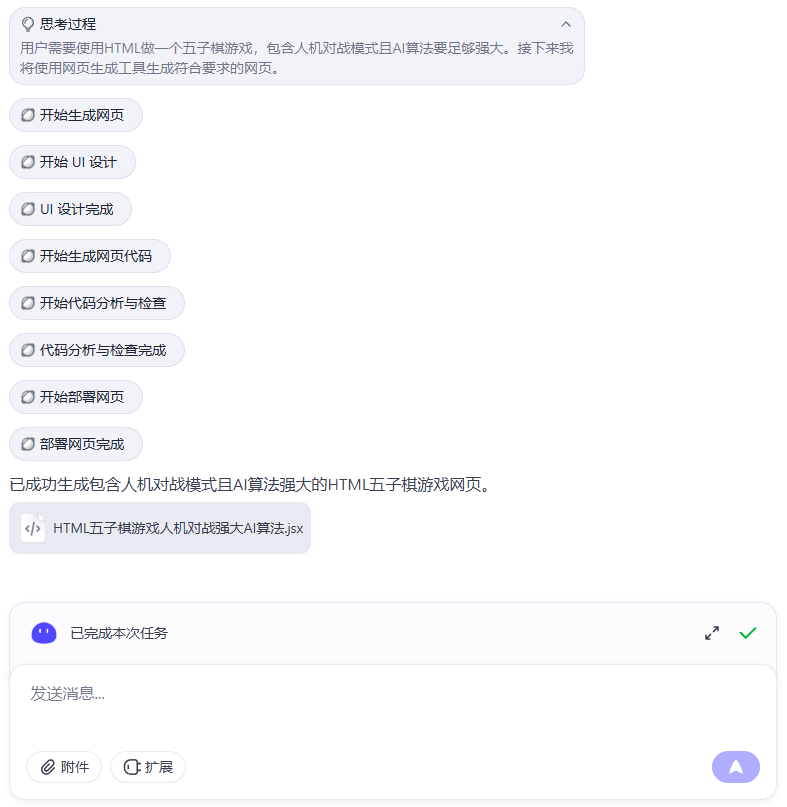 思考过程
用户需要使用HTML做一个五子棋游戏，包含人机对战模式且AI算法要足够强大。接下来我
将使用网页生成工具生成符合要求的网页。
开始生成网页
开始 UI 设计
UI 设计完成
开始生成网页代码
开始代码分析与检查
代码分析与检查完成
开始部署网页
部署网页完成
已成功生成包含人机对战模式且AI算法强大的HTML五子棋游戏网页。
HTML五子棋游戏人机对战强大AI算法.jsx
已完成本次任务
发送消息...
附件
扩展